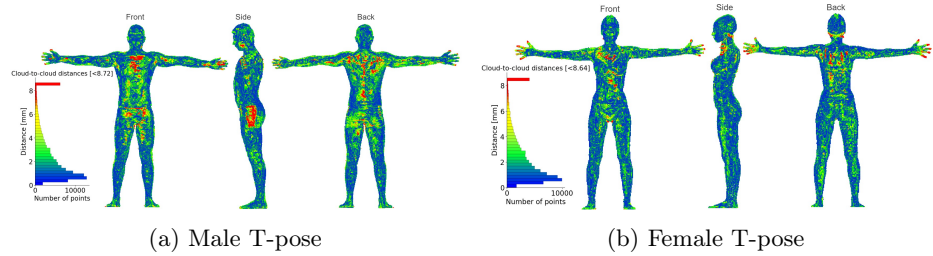 Front Side Back
Cloud-to-cloud distances [<8.72]
8
6
4
2
0
Distance [mm]
0 10000
Number of points
(a) Male T-pose
Front Side Back
Cloud-to-cloud distances [<8.64]
8
6
4
2
0
Distance [mm]
0 10000
Number of points
(b) Female T-pose